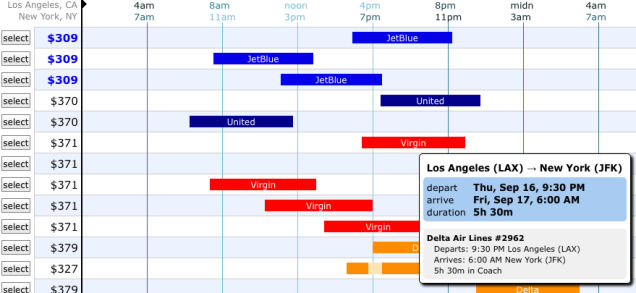 Los Angeles, CA 4am 8am noon 4pm 8pm midn 4am
New York, NY 7am 11am 3pm 7pm 11pm 3am 7am
select $309 JetBlue
select $309 JetBlue
select $309 JetBlue
select $370 United
select $370 United
select $371 Virgin
select $371
select $371 Virgin
select $371 Virgin
select $371 Virgin
select $379 D
select $327
select $379 Delta
Los Angeles (LAX) → New York (JFK)
depart Thu, Sep 16, 9:30 PM
arrive Fri, Sep 17, 6:00 AM
duration 5h 30m
Delta Air Lines #2962
Departs: 9:30 PM Los Angeles (LAX)
Arrives: 6:00 AM New York (JFK)
5h 30m in Coach